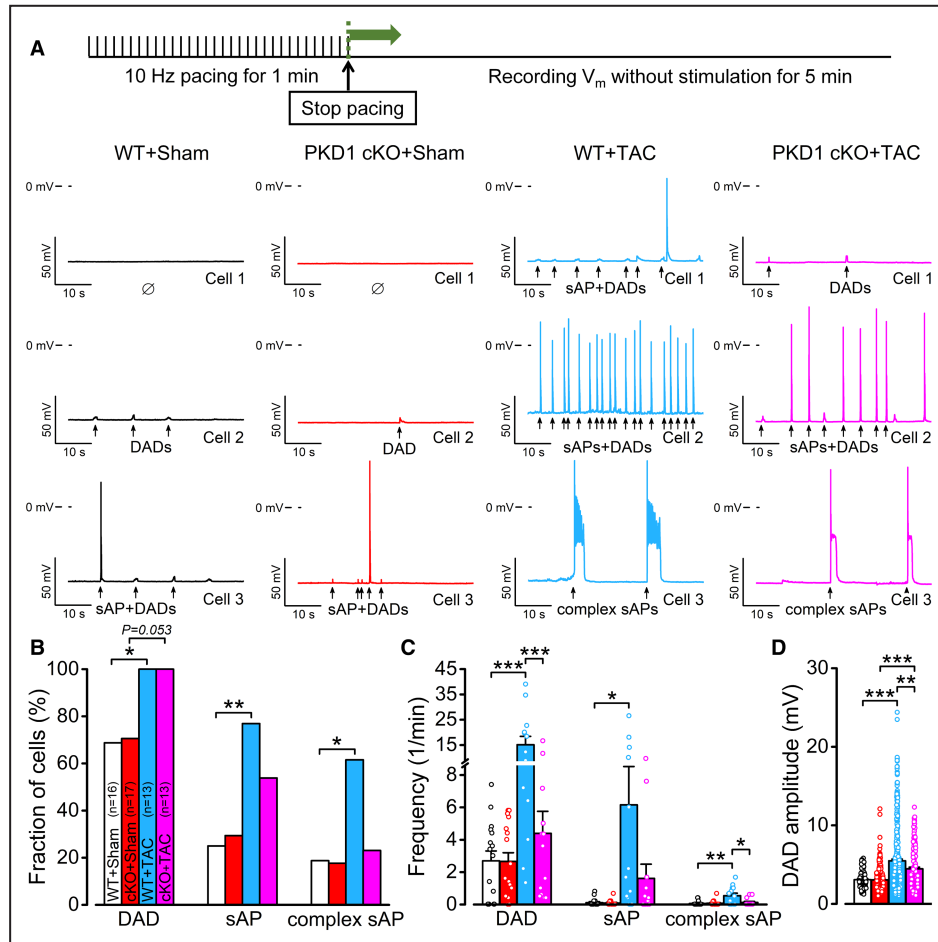 A
10 Hz pacing for 1 min
Recording Vm without stimulation for 5 min
Stop pacing
WT+Sham
PKD1 cKO+Sham
WT+TAC
PKD1 cKO+TAC
0 mV
0 mV
0 mV
0 mV
50 mV
10 s
∅
Cell 1
50 mV
10 s
∅
Cell 1
50 mV
10 s
sAP+DADs
Cell 1
50 mV
10 s
DADs
Cell 1
0 mV
0 mV
0 mV
0 mV
50 mV
10 s
DADs
Cell 2
50 mV
10 s
DAD
Cell 2
50 mV
10 s
sAPs+DADs
Cell 2
50 mV
10 s
sAPs+DADs
Cell 2
0 mV
0 mV
0 mV
0 mV
50 mV
10 s
sAP+DADs
Cell 3
50 mV
10 s
sAP+DADs
Cell 3
50 mV
10 s
complex sAPs
Cell 3
50 mV
10 s
complex sAPs
Cell 3
B
P=0.053
*
**
*
Fraction of cells (%)
100
80
60
40
20
0
WT+Sham (n=16)
cKO+Sham (n=17)
WT+TAC (n=13)
cKO+TAC (n=13)
DAD
sAP
complex sAP
C
*** ***
*
**
*
Frequency (1/min)
45
35
25
15
8
6
4
2
0
DAD
sAP
complex sAP
D
***
***
**
DAD amplitude (mV)
30
20
10
0